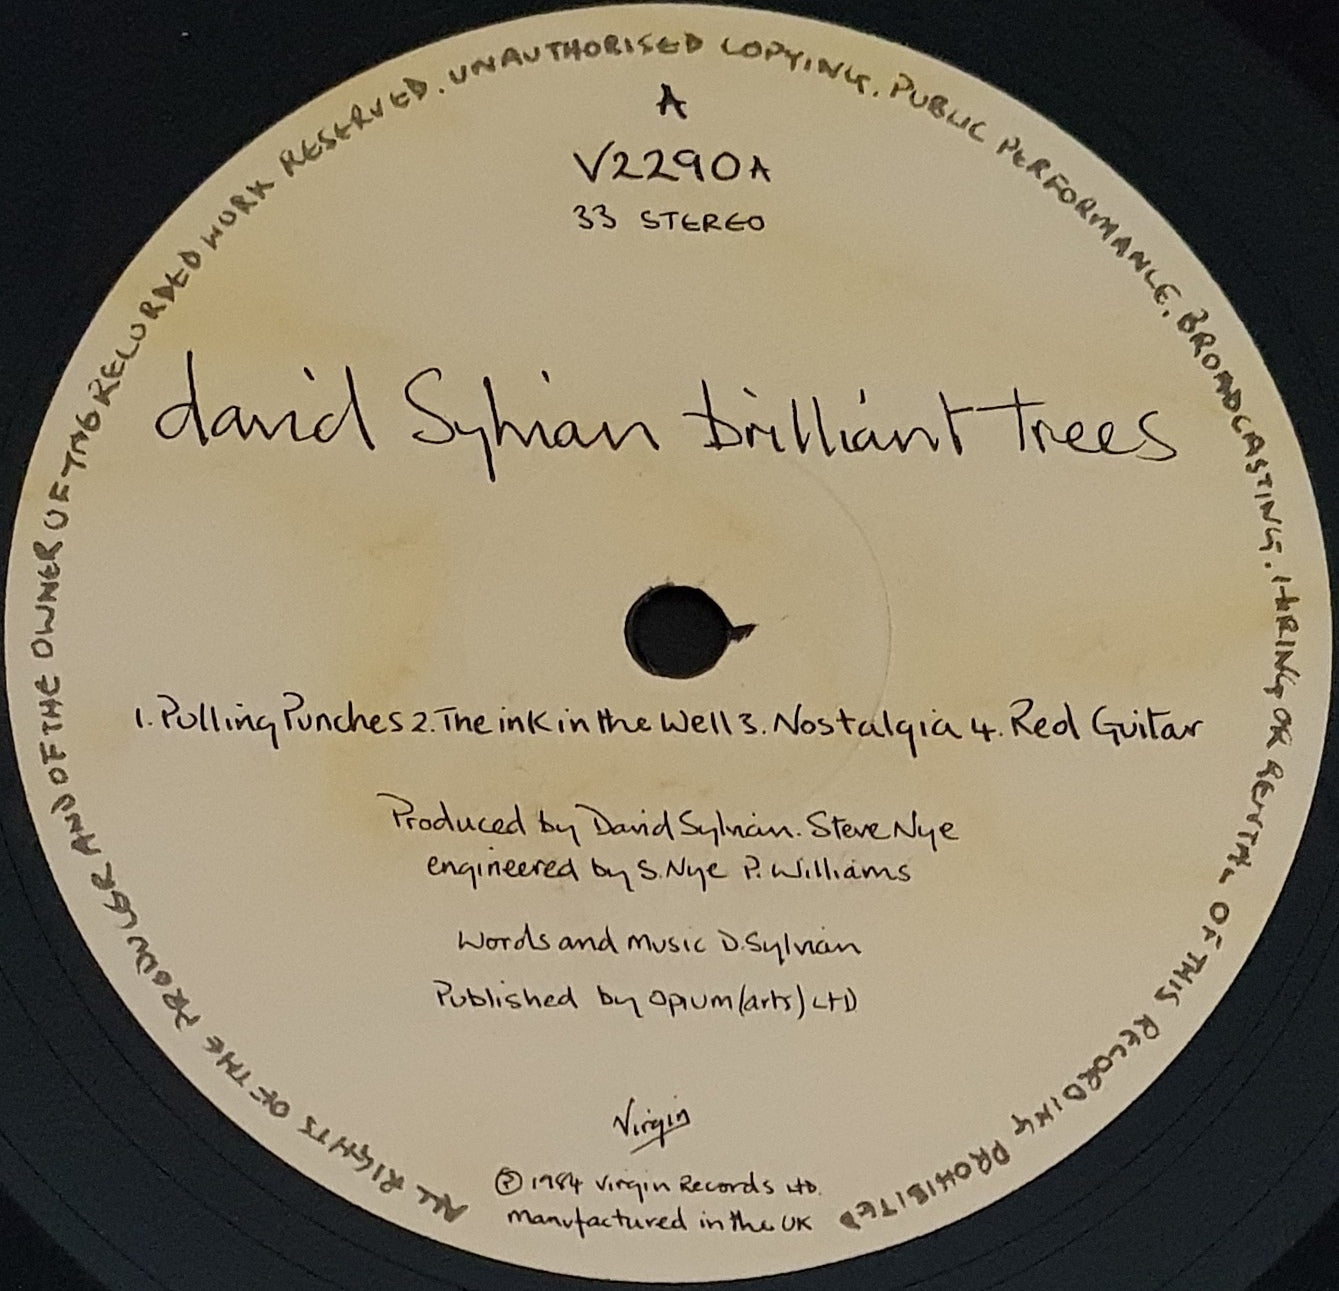 ALL RIGHTS OF THE PRODUCER AND OF THE OWNER OF THE RECORDED WORK RESERVED. UNAUTHORISED COPYING. PUBLIC PERFORMANCE. BROADCASTING. HIRING OR RENTAL OF THIS RECORDING PROHIBITED
A
V2290A
33 STEREO
david Sylvian brilliant trees
1. Pulling Punches 2. The ink in the Well 3. Nostalgia 4. Red Guitar
Produced by David Sylvian. Steve Nye
engineered by S. Nye P. Williams
Words and music D. Sylvian
Published by Opium (arts) LTD
Virgin
℗ 1984 Virgin Records LTD.
manufactured in the UK